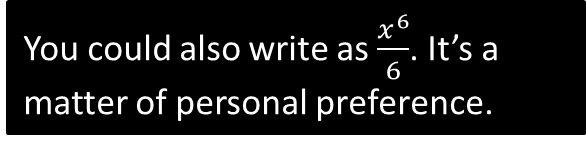 You could also write as x⁶/6. It’s a
matter of personal preference.